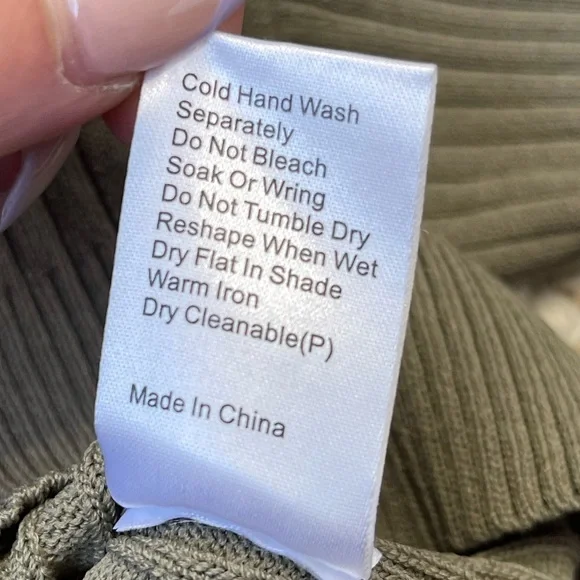 Cold Hand Wash
Separately
Do Not Bleach
Soak Or Wring
Do Not Tumble Dry
Reshape When Wet
Dry Flat In Shade
Warm Iron
Dry Cleanable(P)
Made In China